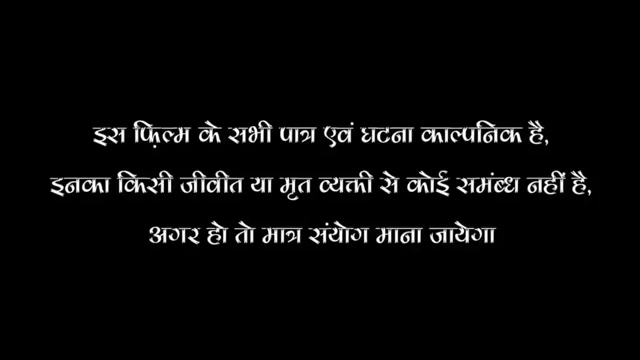 इस फ़िल्म के सभी पात्र एवं घटना काल्पनिक है,
इनका किसी जीवीत या मृत व्यक्ती से कोई समंब्ध नहीं है,
अगर हो तो मात्र संयोग माना जायेगा